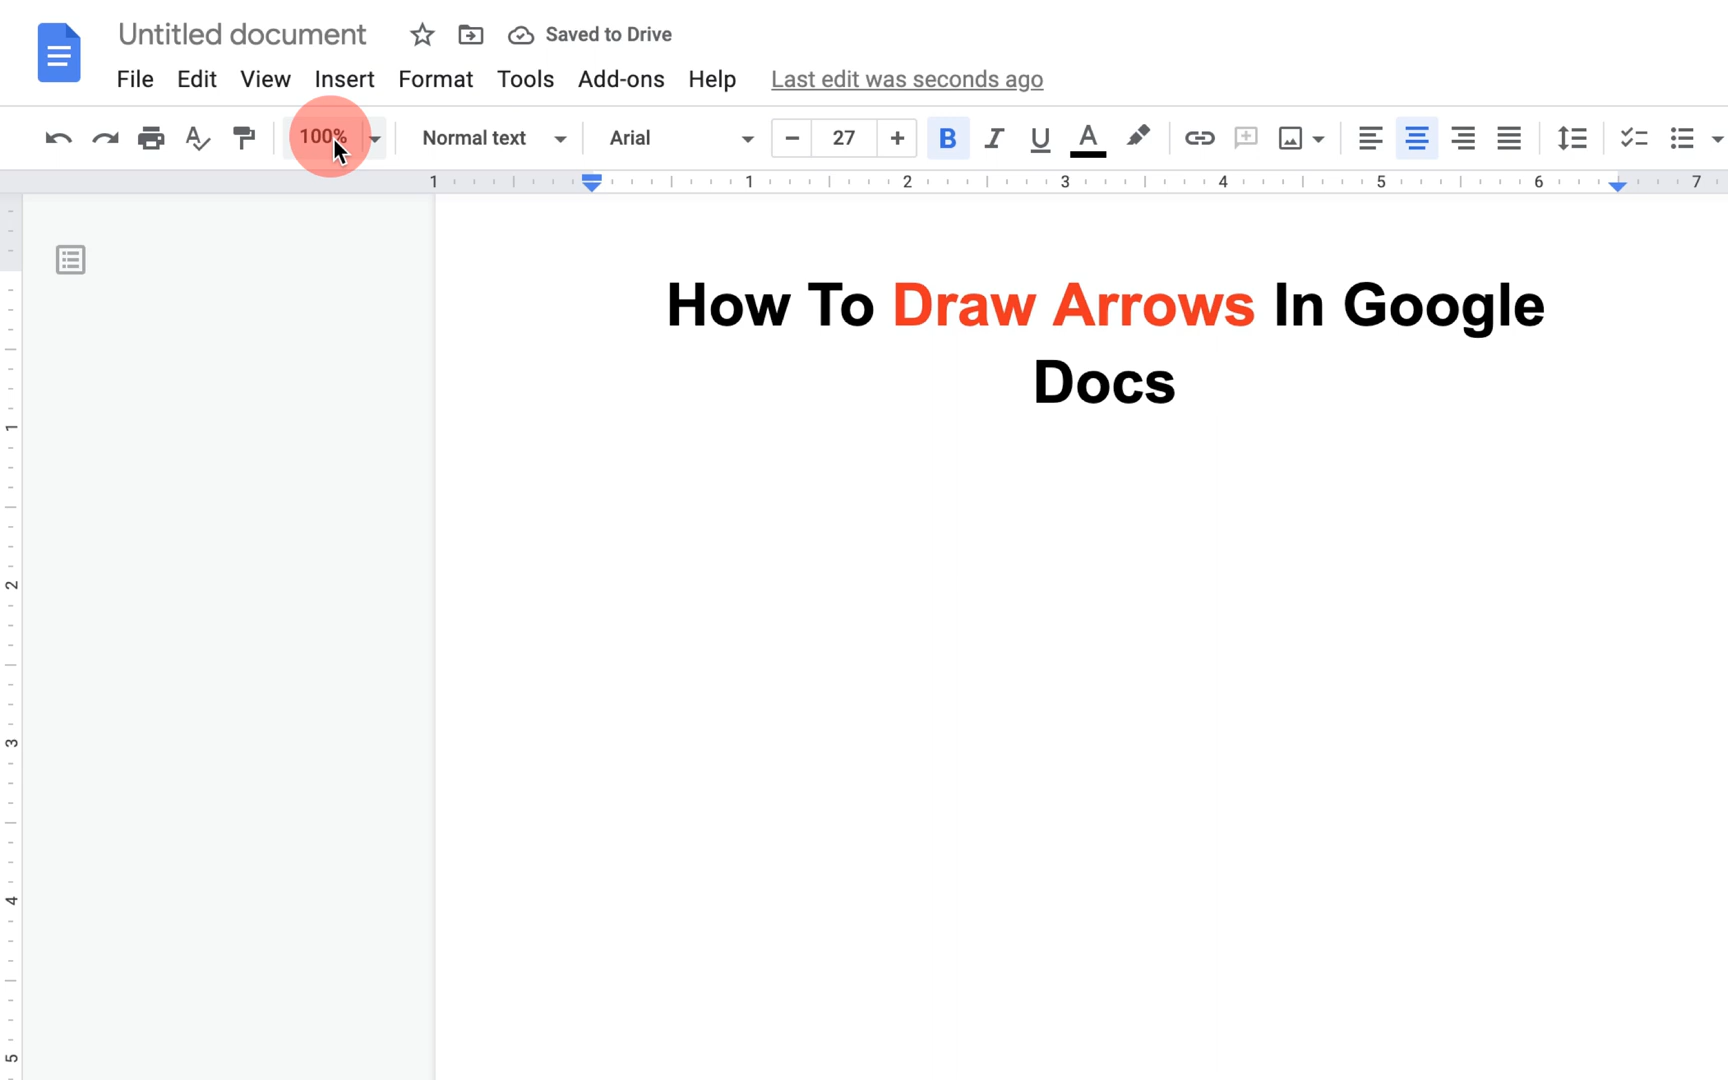 Untitled document Saved to Drive
File Edit View Insert Format Tools Add-ons Help Last edit was seconds ago
100% Normal text Arial − 27 + B I U A
1 1 2 3 4 5 6 7
How To Draw Arrows In Google
Docs
1
2
3
4
5